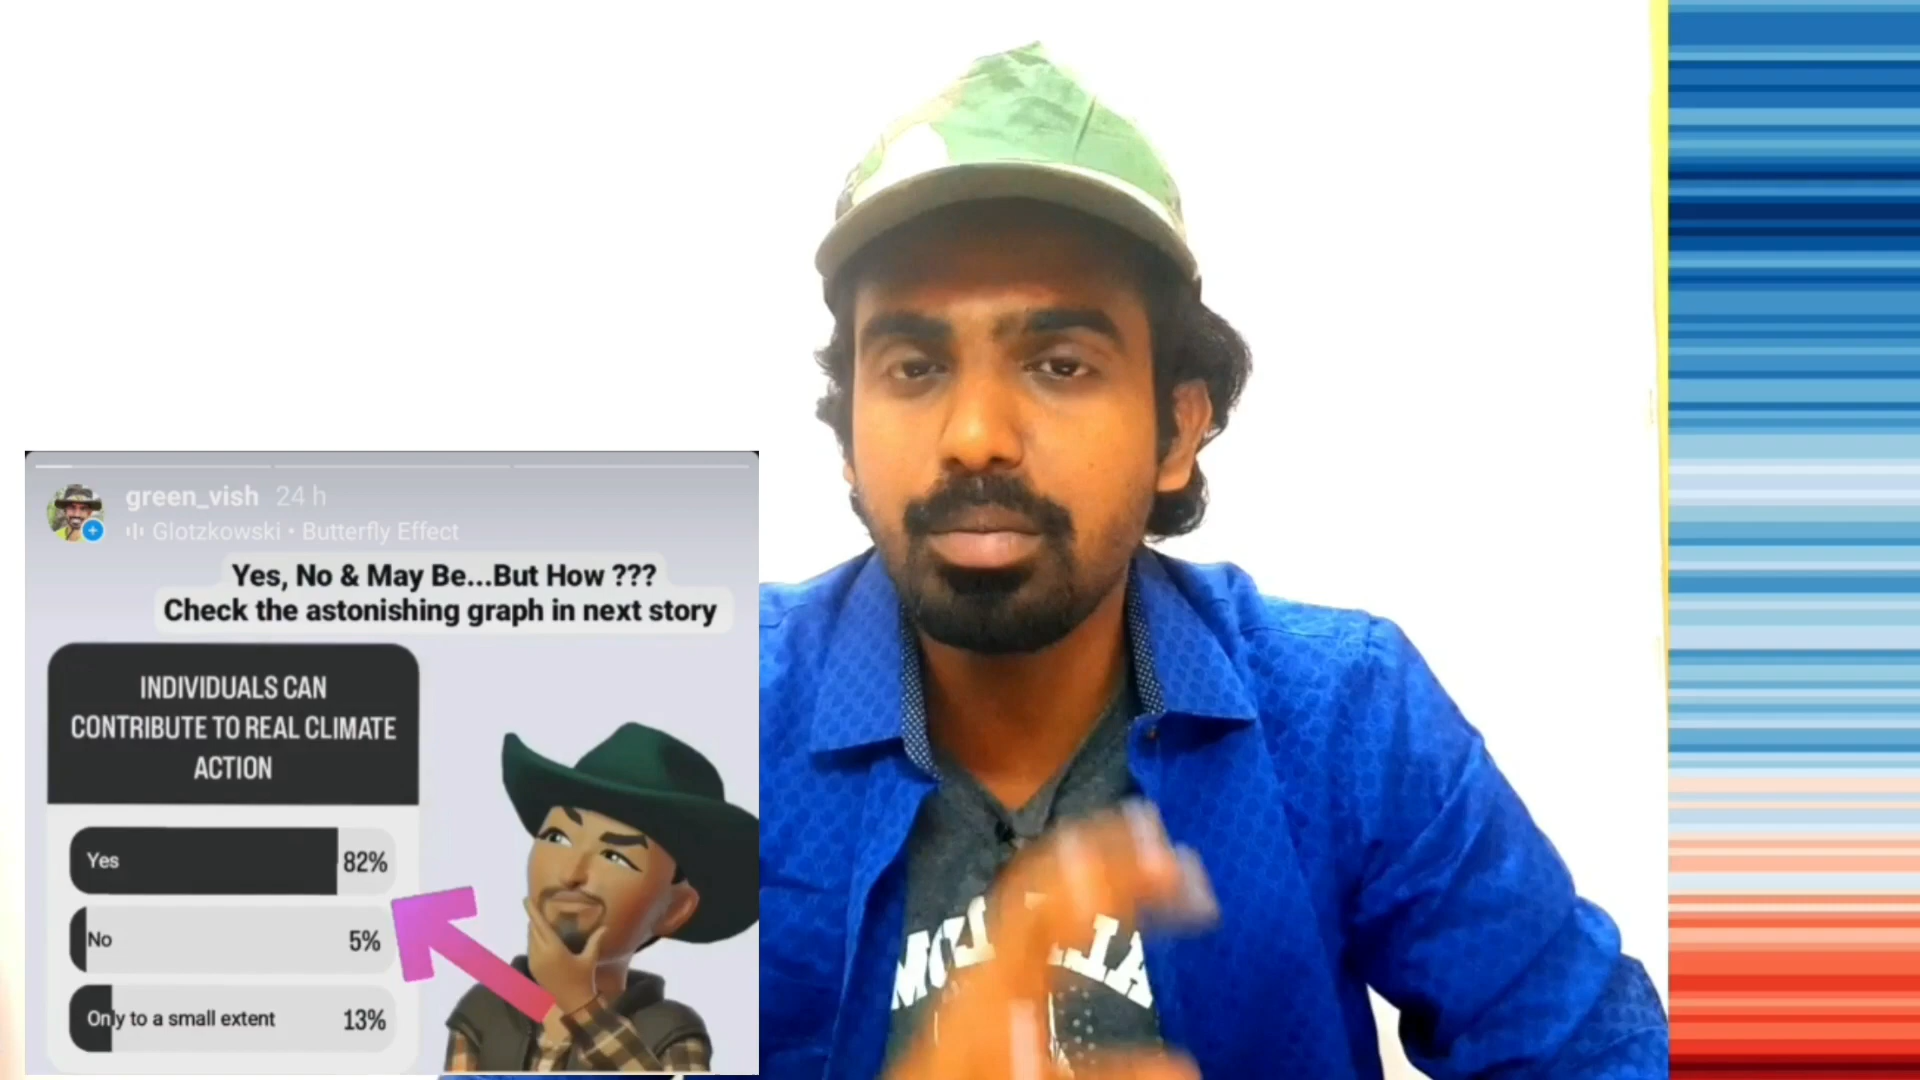 green_vish 24 h
Glotzkowski • Butterfly Effect
Yes, No & May Be...But How ???
Check the astonishing graph in next story
INDIVIDUALS CAN
CONTRIBUTE TO REAL CLIMATE
ACTION
Yes 82%
No 5%
Only to a small extent 13%